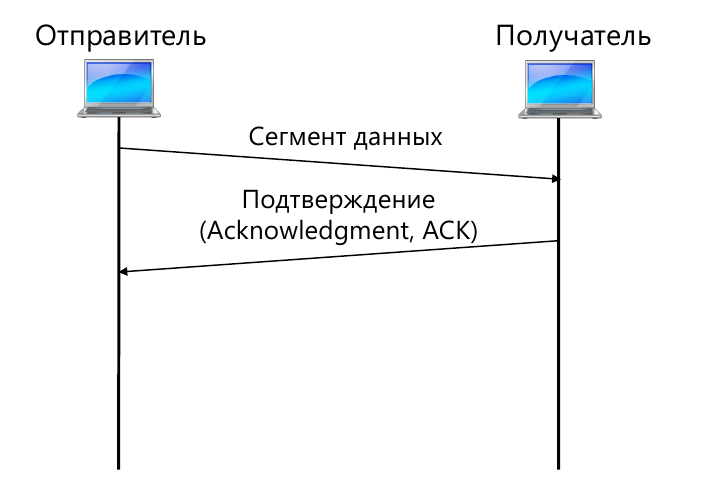 Отправитель
Получатель
Сегмент данных
Подтверждение
(Acknowledgment, ACK)